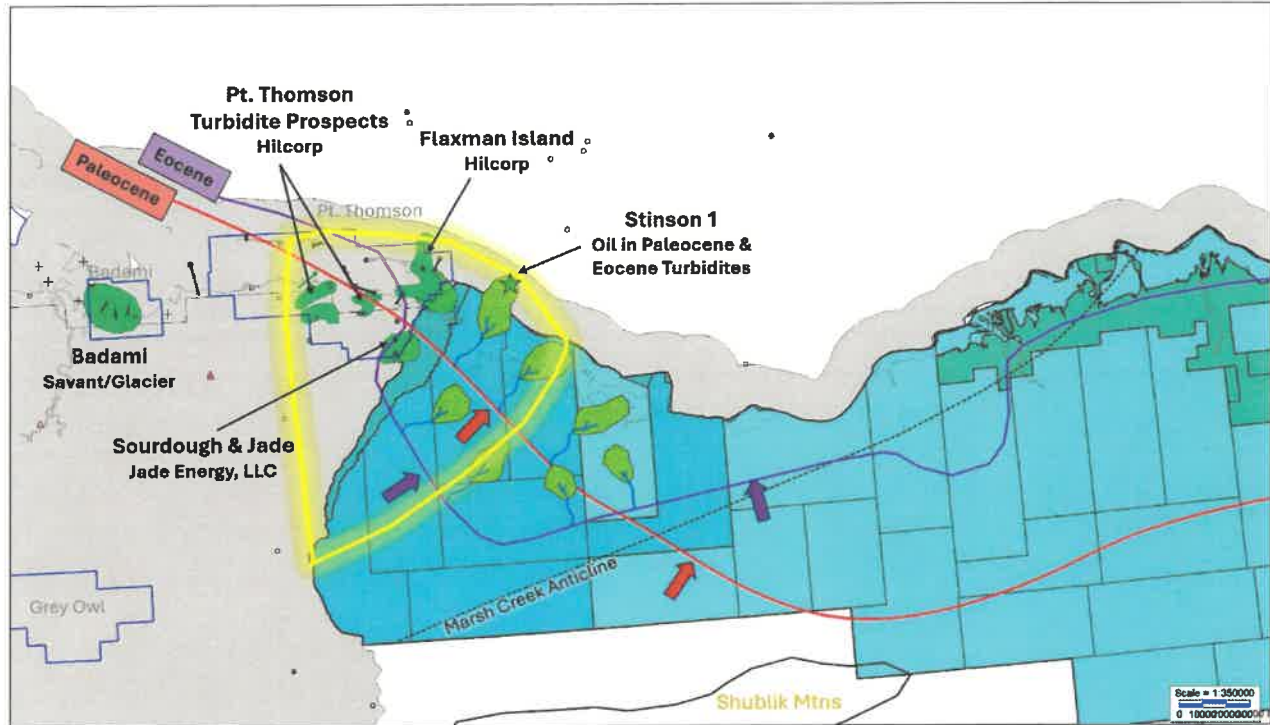 Pt. Thomson
Turbidite Prospects
Hilcorp
Flaxman Island
Hilcorp
Eocene
Paleocene
Pt. Thomson
Stinson 1
Oil in Paleocene &
Eocene Turbidites
Badami
Badami
Savant/Glacier
Sourdough & Jade
Jade Energy, LLC
Marsh Creek Anticline
Grey Owl
Shublik Mtns
Scale = 1:350000